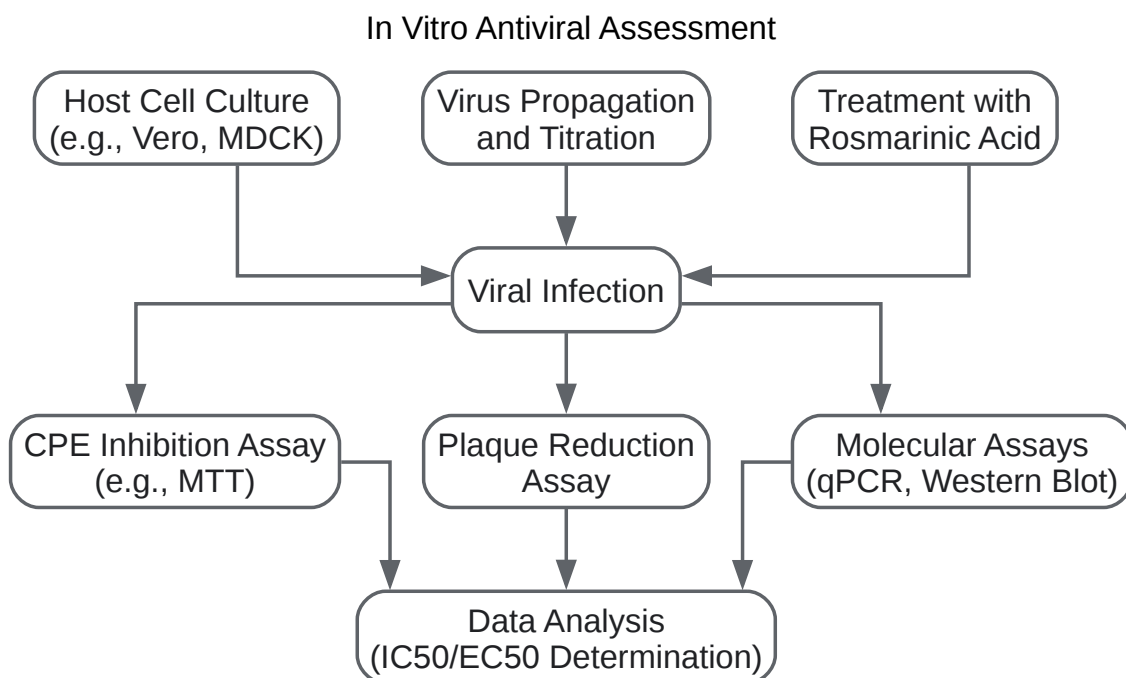 In Vitro Antiviral Assessment
Host Cell Culture
(e.g., Vero, MDCK)
Virus Propagation
and Titration
Treatment with
Rosmarinic Acid
Viral Infection
CPE Inhibition Assay
(e.g., MTT)
Plaque Reduction
Assay
Molecular Assays
(qPCR, Western Blot)
Data Analysis
(IC50/EC50 Determination)